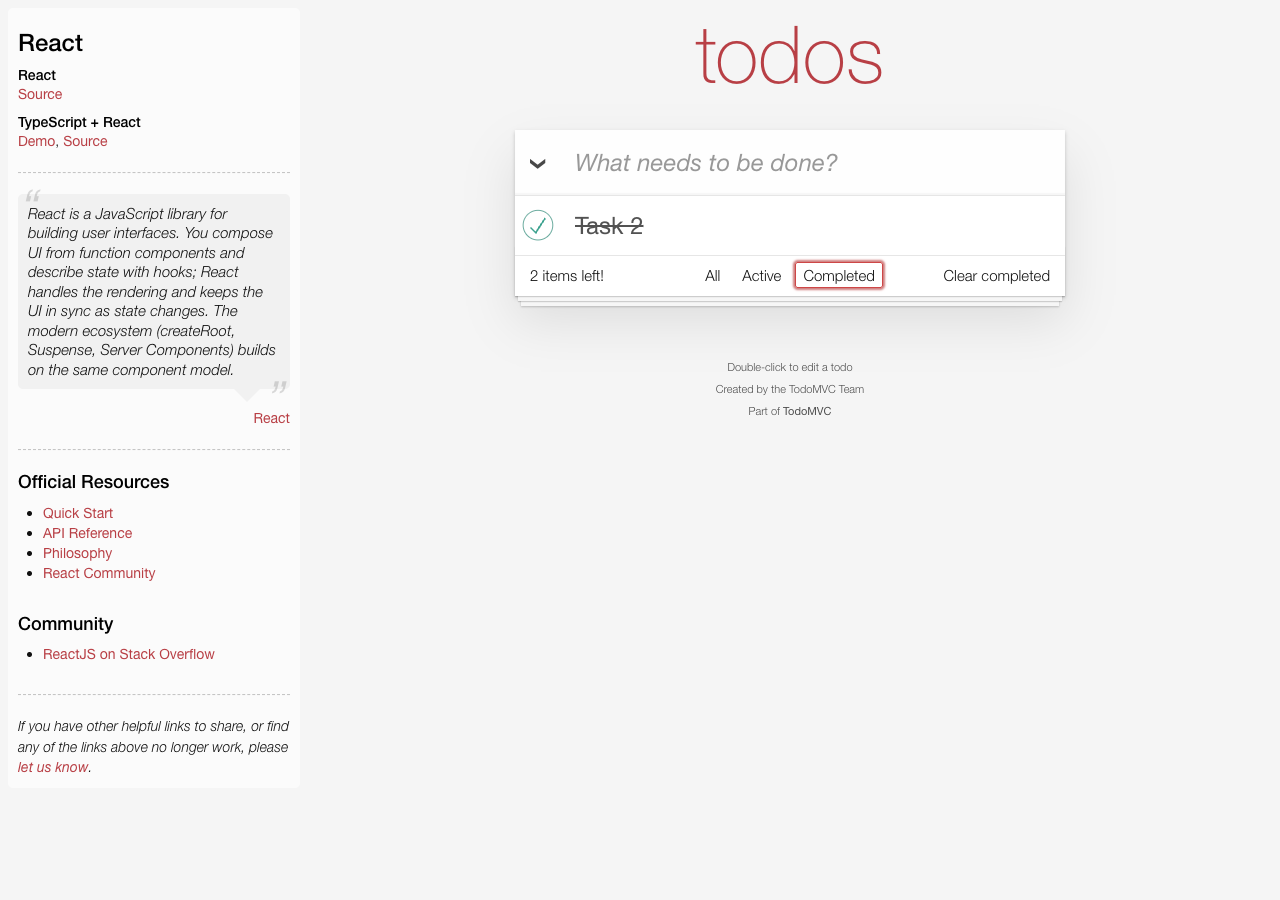 React
React
Source
TypeScript + React
Demo, Source
“
React is a JavaScript library for
building user interfaces. You compose
UI from function components and
describe state with hooks; React
handles the rendering and keeps the
UI in sync as state changes. The
modern ecosystem (createRoot,
Suspense, Server Components) builds
on the same component model.
”
React
Official Resources
Quick Start
API Reference
Philosophy
React Community
Community
ReactJS on Stack Overflow
If you have other helpful links to share, or find
any of the links above no longer work, please
let us know.
todos
What needs to be done?
Task 2
2 items left! All Active Completed Clear completed
Double-click to edit a todo
Created by the TodoMVC Team
Part of TodoMVC